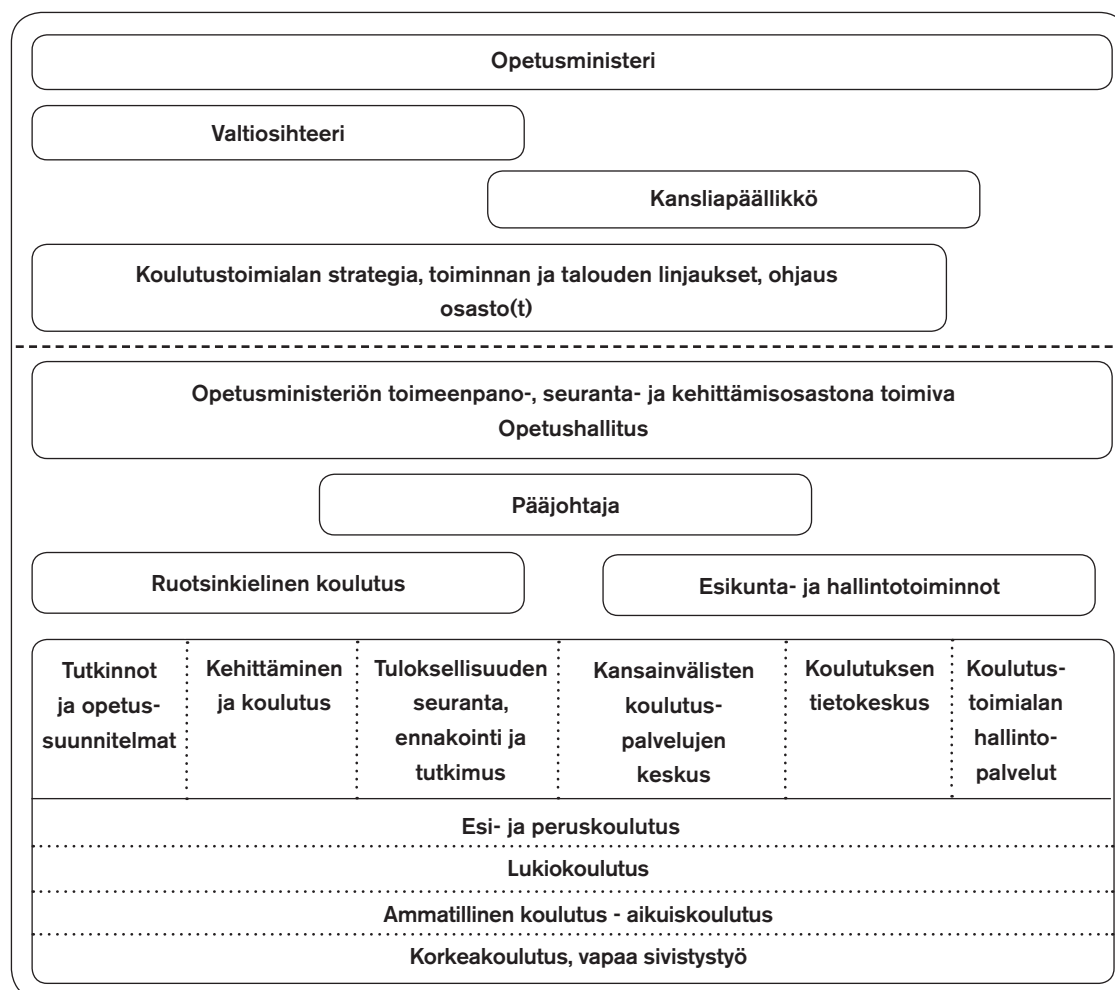 Opetusministeri
Valtiosihteeri
Kansliapäällikkö
Koulutustoimialan strategia, toiminnan ja talouden linjaukset, ohjaus
osasto(t)
Opetusministeriön toimeenpano-, seuranta- ja kehittämisosastona toimiva
Opetushallitus
Pääjohtaja
Ruotsinkielinen koulutus
Esikunta- ja hallintotoiminnot
Tutkinnot
ja opetus-
suunnitelmat
Kehittäminen
ja koulutus
Tuloksellisuuden
seuranta,
ennakointi ja
tutkimus
Kansainvälisten
koulutus-
palvelujen
keskus
Koulutuksen
tietokeskus
Koulutus-
toimialan
hallinto-
palvelut
Esi- ja peruskoulutus
Lukiokoulutus
Ammatillinen koulutus - aikuiskoulutus
Korkeakoulutus, vapaa sivistystyö